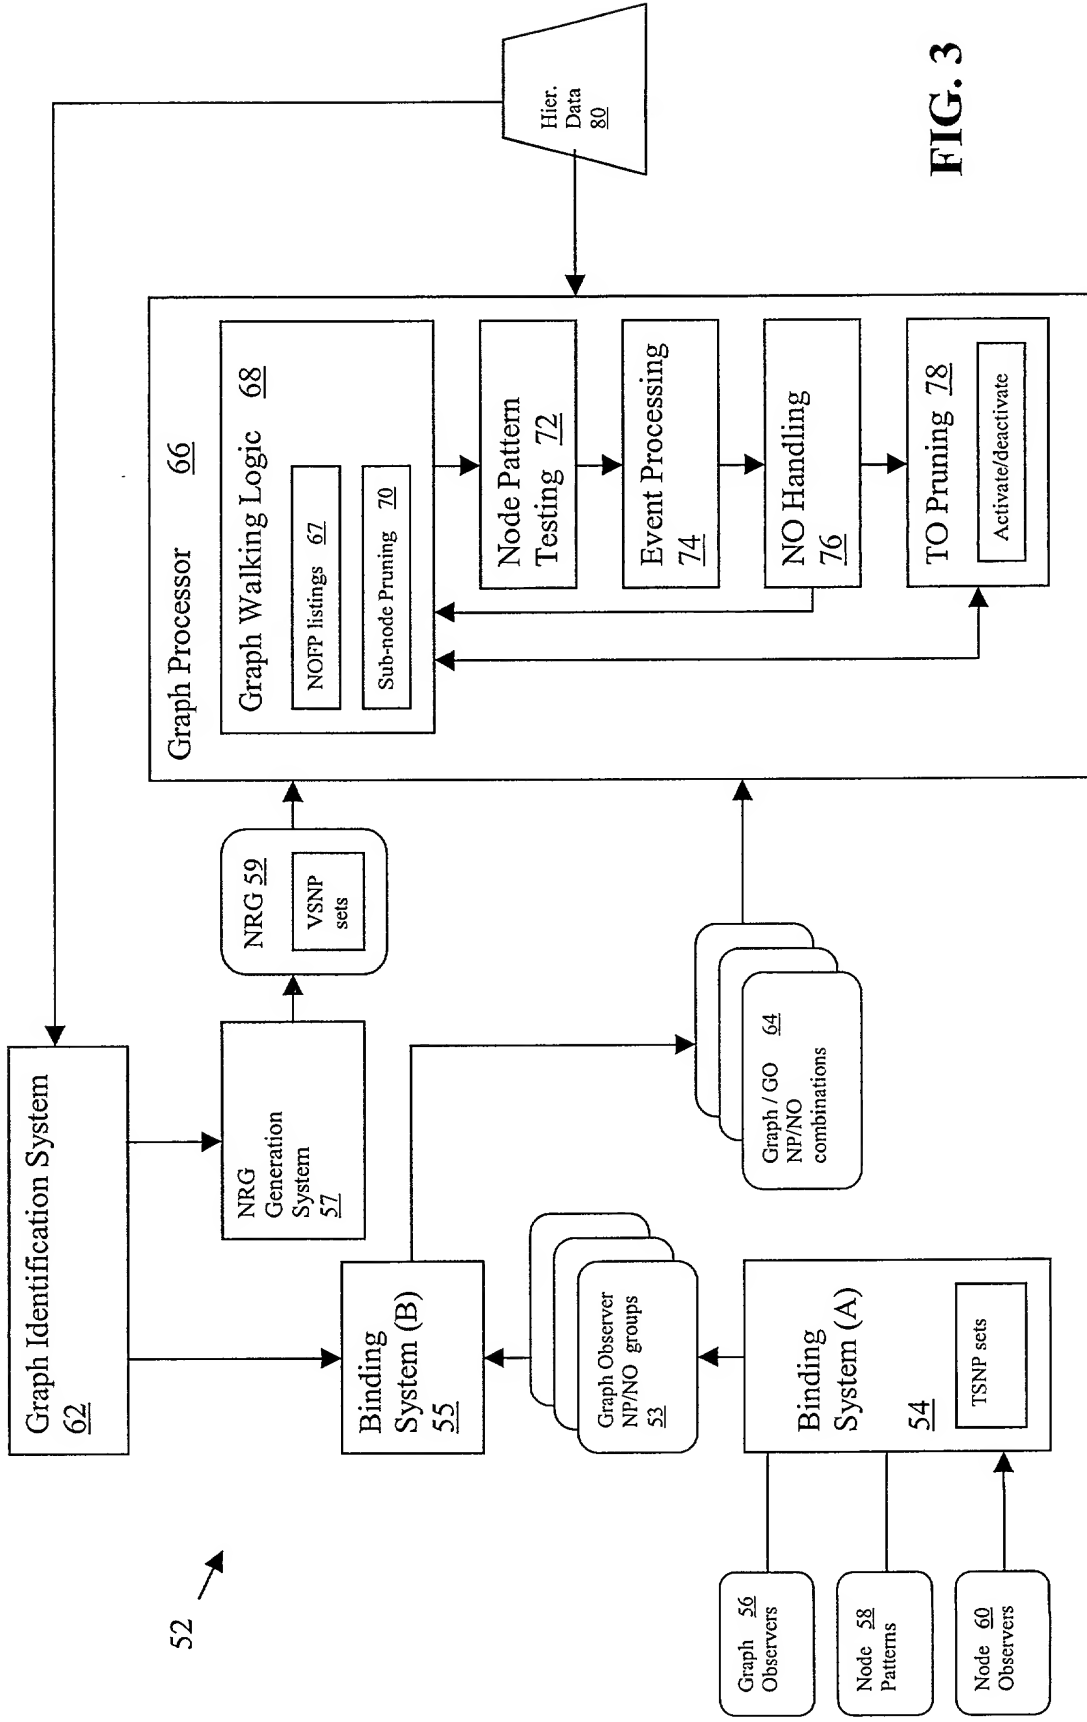 52
Graph Identification System
62
NRG
Generation
System
57
NRG 59
VSNP
sets
Binding
System (B)
55
Graph Observer
NP/NO groups
53
Binding
System (A)
54
TSNP sets
Graph 56
Observers
Node 58
Patterns
Node 60
Observers
Graph / GO 64
NP/NO
combinations
Graph Processor 66
Graph Walking Logic 68
NOFP listings 67
Sub-node Pruning 70
Node Pattern
Testing 72
Event Processing
74
NO Handling
76
TO Pruning 78
Activate/deactivate
Hier.
Data
80
FIG. 3